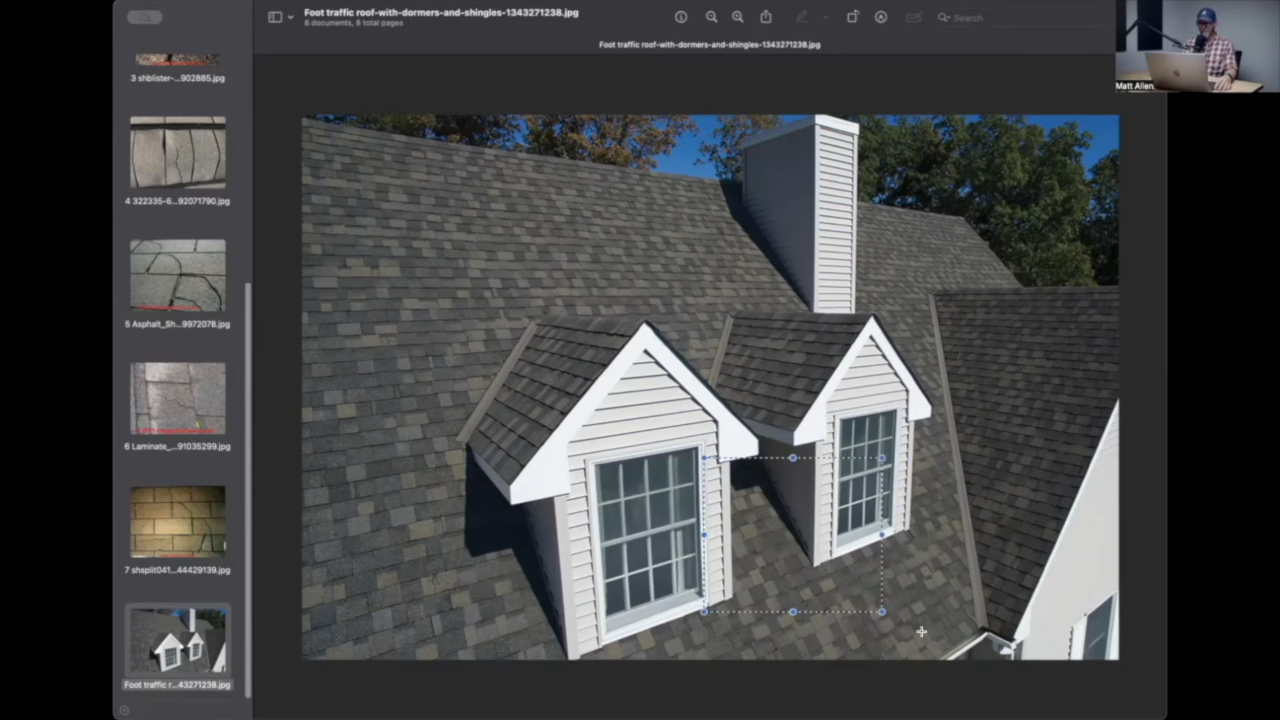 Foot traffic roof-with-dormers-and-shingles-1343271238.jpg
8 documents, 8 total pages
Search
Foot traffic roof-with-dormers-and-shingles-1343271238.jpg
Matt Allen
3 shblister-...902885.jpg
4 322335-6...92071790.jpg
5 Asphalt_Sh...9972078.jpg
6 Laminate_...91035299.jpg
7 shsplit041...44429139.jpg
Foot traffic r...43271238.jpg